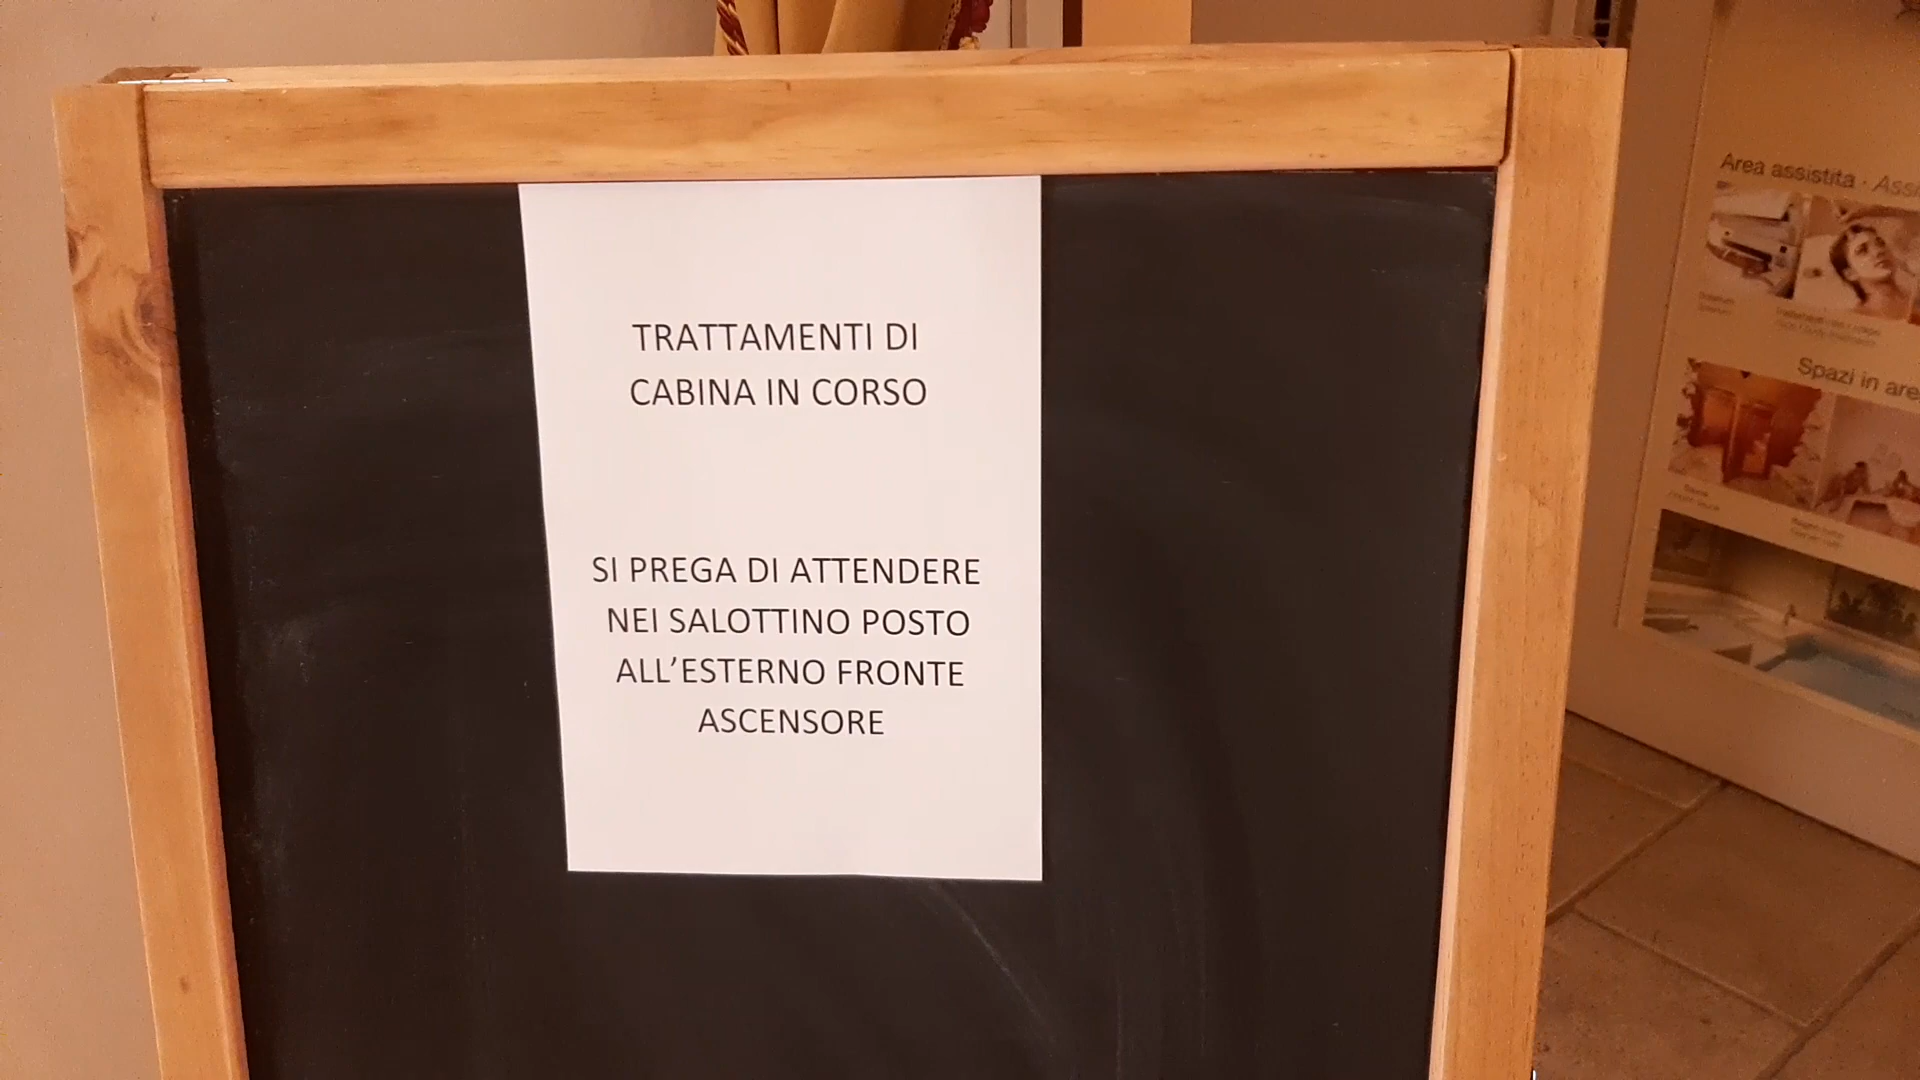 TRATTAMENTI DI
CABINA IN CORSO
SI PREGA DI ATTENDERE
NEI SALOTTINO POSTO
ALL'ESTERNO FRONTE
ASCENSORE
Area assistita · Assi
Spazi in are